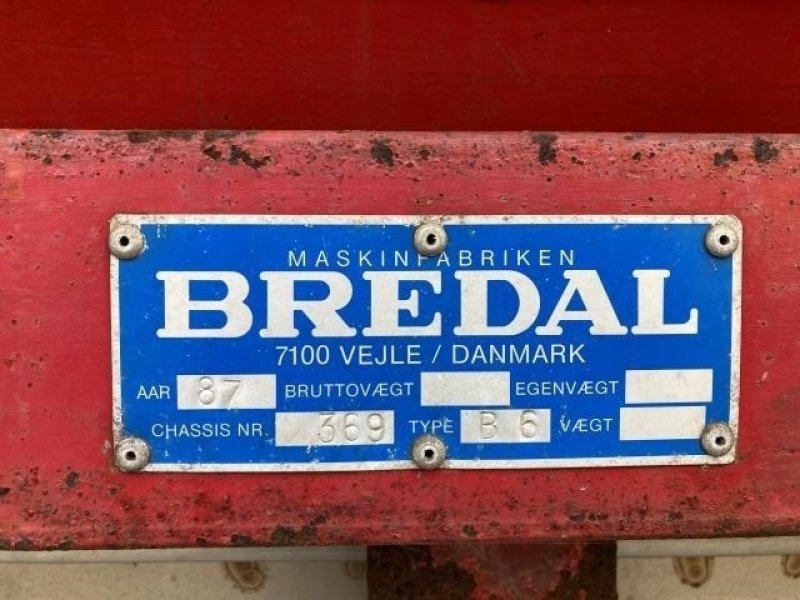 MASKINFABRIKEN
BREDAL
7100 VEJLE / DANMARK
AAR 87 BRUTTOVÆGT EGENVÆGT
CHASSIS NR. 369 TYPE B 6 VÆGT